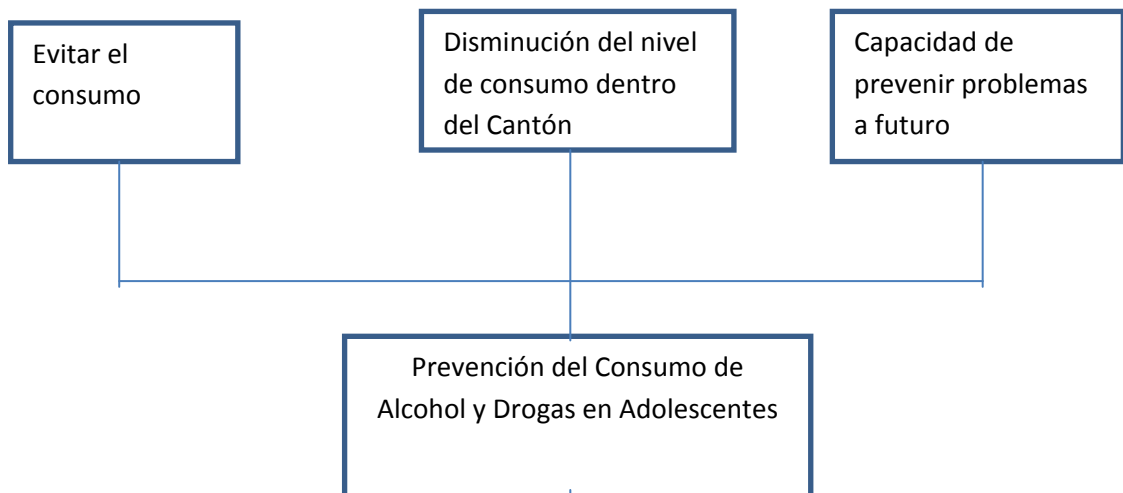 Evitar el
consumo
Disminución del nivel
de consumo dentro
del Cantón
Capacidad de
prevenir problemas
a futuro
Prevención del Consumo de
Alcohol y Drogas en Adolescentes